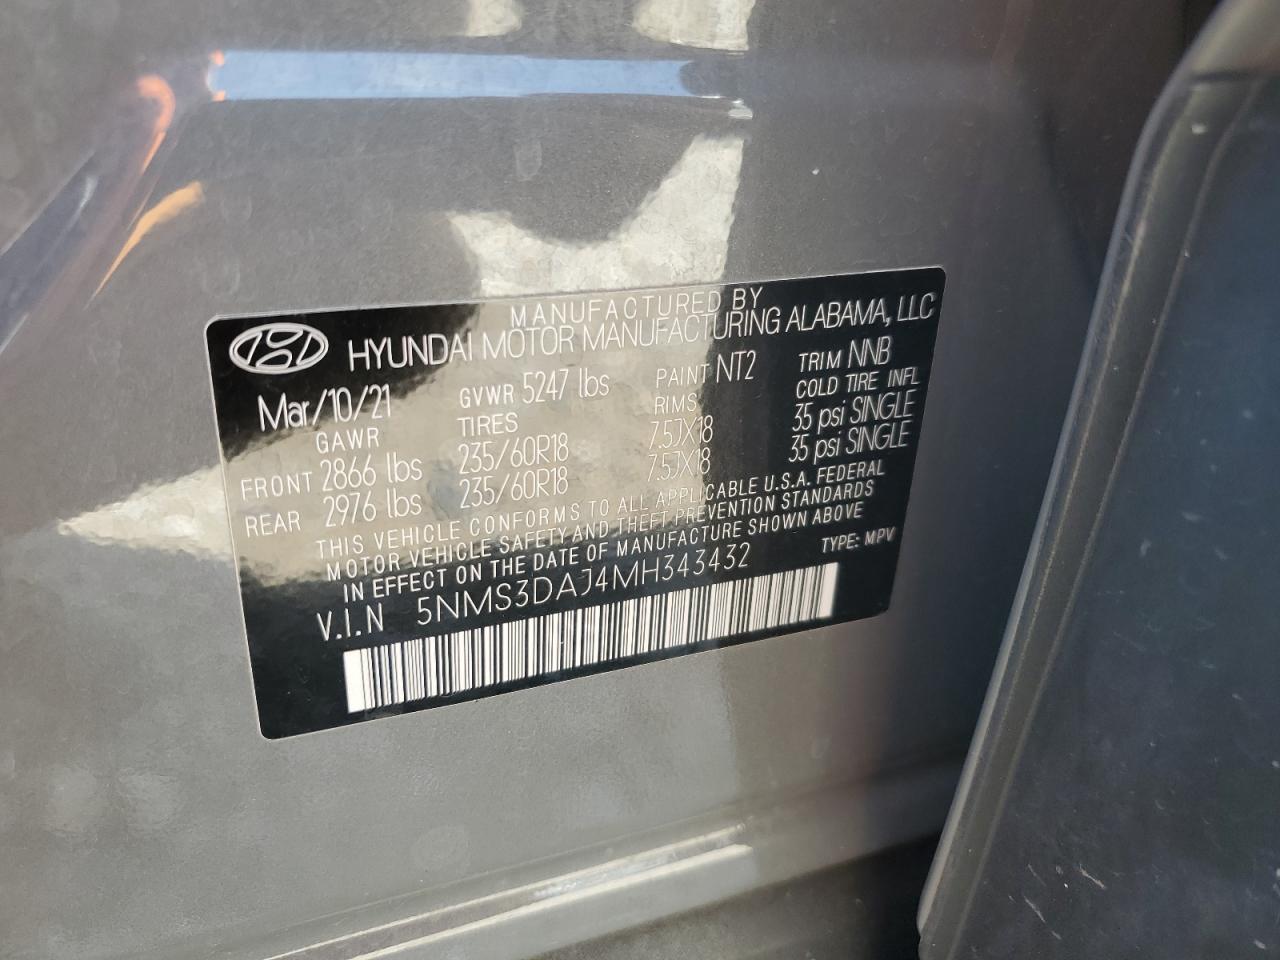 MANUFACTURED BY
HYUNDAI MOTOR MANUFACTURING ALABAMA, LLC
Mar/10/21 GVWR 5247 lbs PAINT NT2 TRIM NNB
GAWR TIRES RIMS COLD TIRE INFL
FRONT 2866 lbs 235/60R18 7.5JX18 35 psi SINGLE
REAR 2976 lbs 235/60R18 7.5JX18 35 psi SINGLE
THIS VEHICLE CONFORMS TO ALL APPLICABLE U.S.A. FEDERAL
MOTOR VEHICLE SAFETY AND THEFT PREVENTION STANDARDS
IN EFFECT ON THE DATE OF MANUFACTURE SHOWN ABOVE
V.I.N 5NMS3DAJ4MH343432 TYPE: MPV